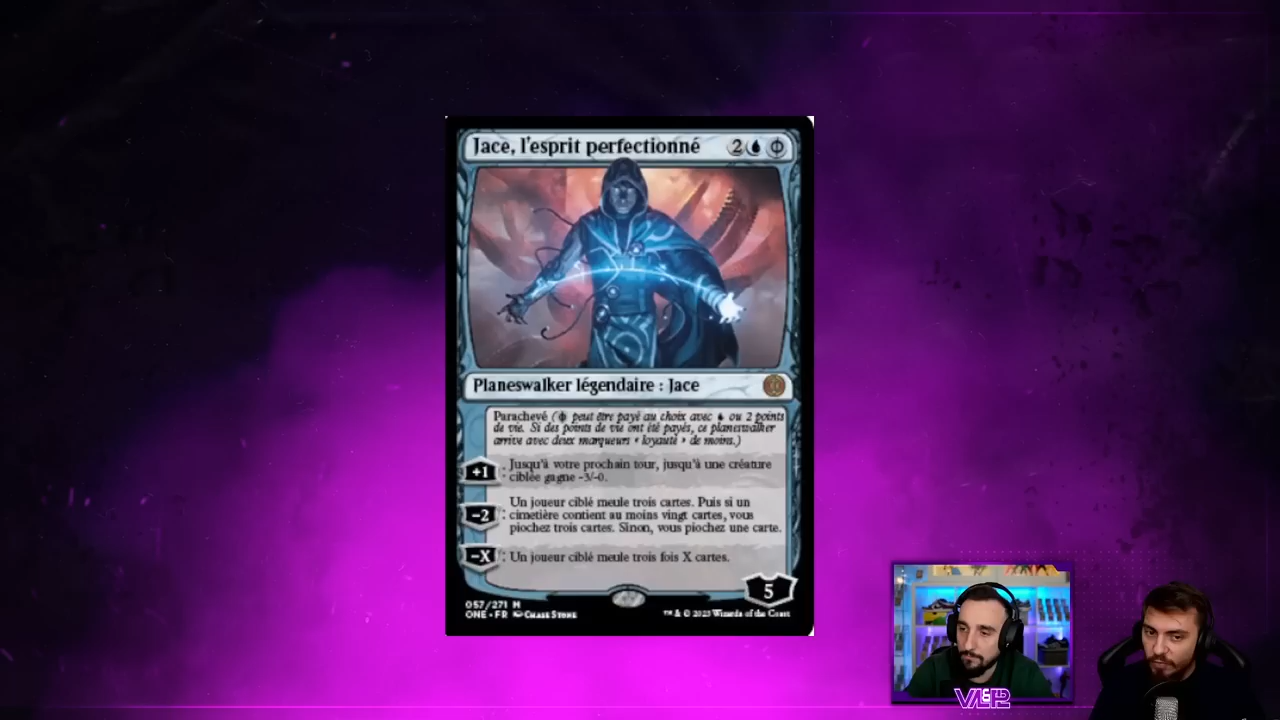 Jace, l'esprit perfectionné 2
Planeswalker légendaire : Jace
Parachevé ( peut être payé au choix avec ou 2 points
de vie. Si des points de vie ont été payés, ce planeswalker
arrive avec deux marqueurs « loyauté » de moins.)
+1 : Jusqu'à votre prochain tour, jusqu'à une créature
ciblée gagne -3/-0.
Un joueur ciblé meule trois cartes. Puis si un
-2 : cimetière contient au moins vingt cartes, vous
piochez trois cartes. Sinon, vous piochez une carte.
-X : Un joueur ciblé meule trois fois X cartes.
5
057/271 M
ONE • FR Chase Stone
™ & © 2023 Wizards of the Coast